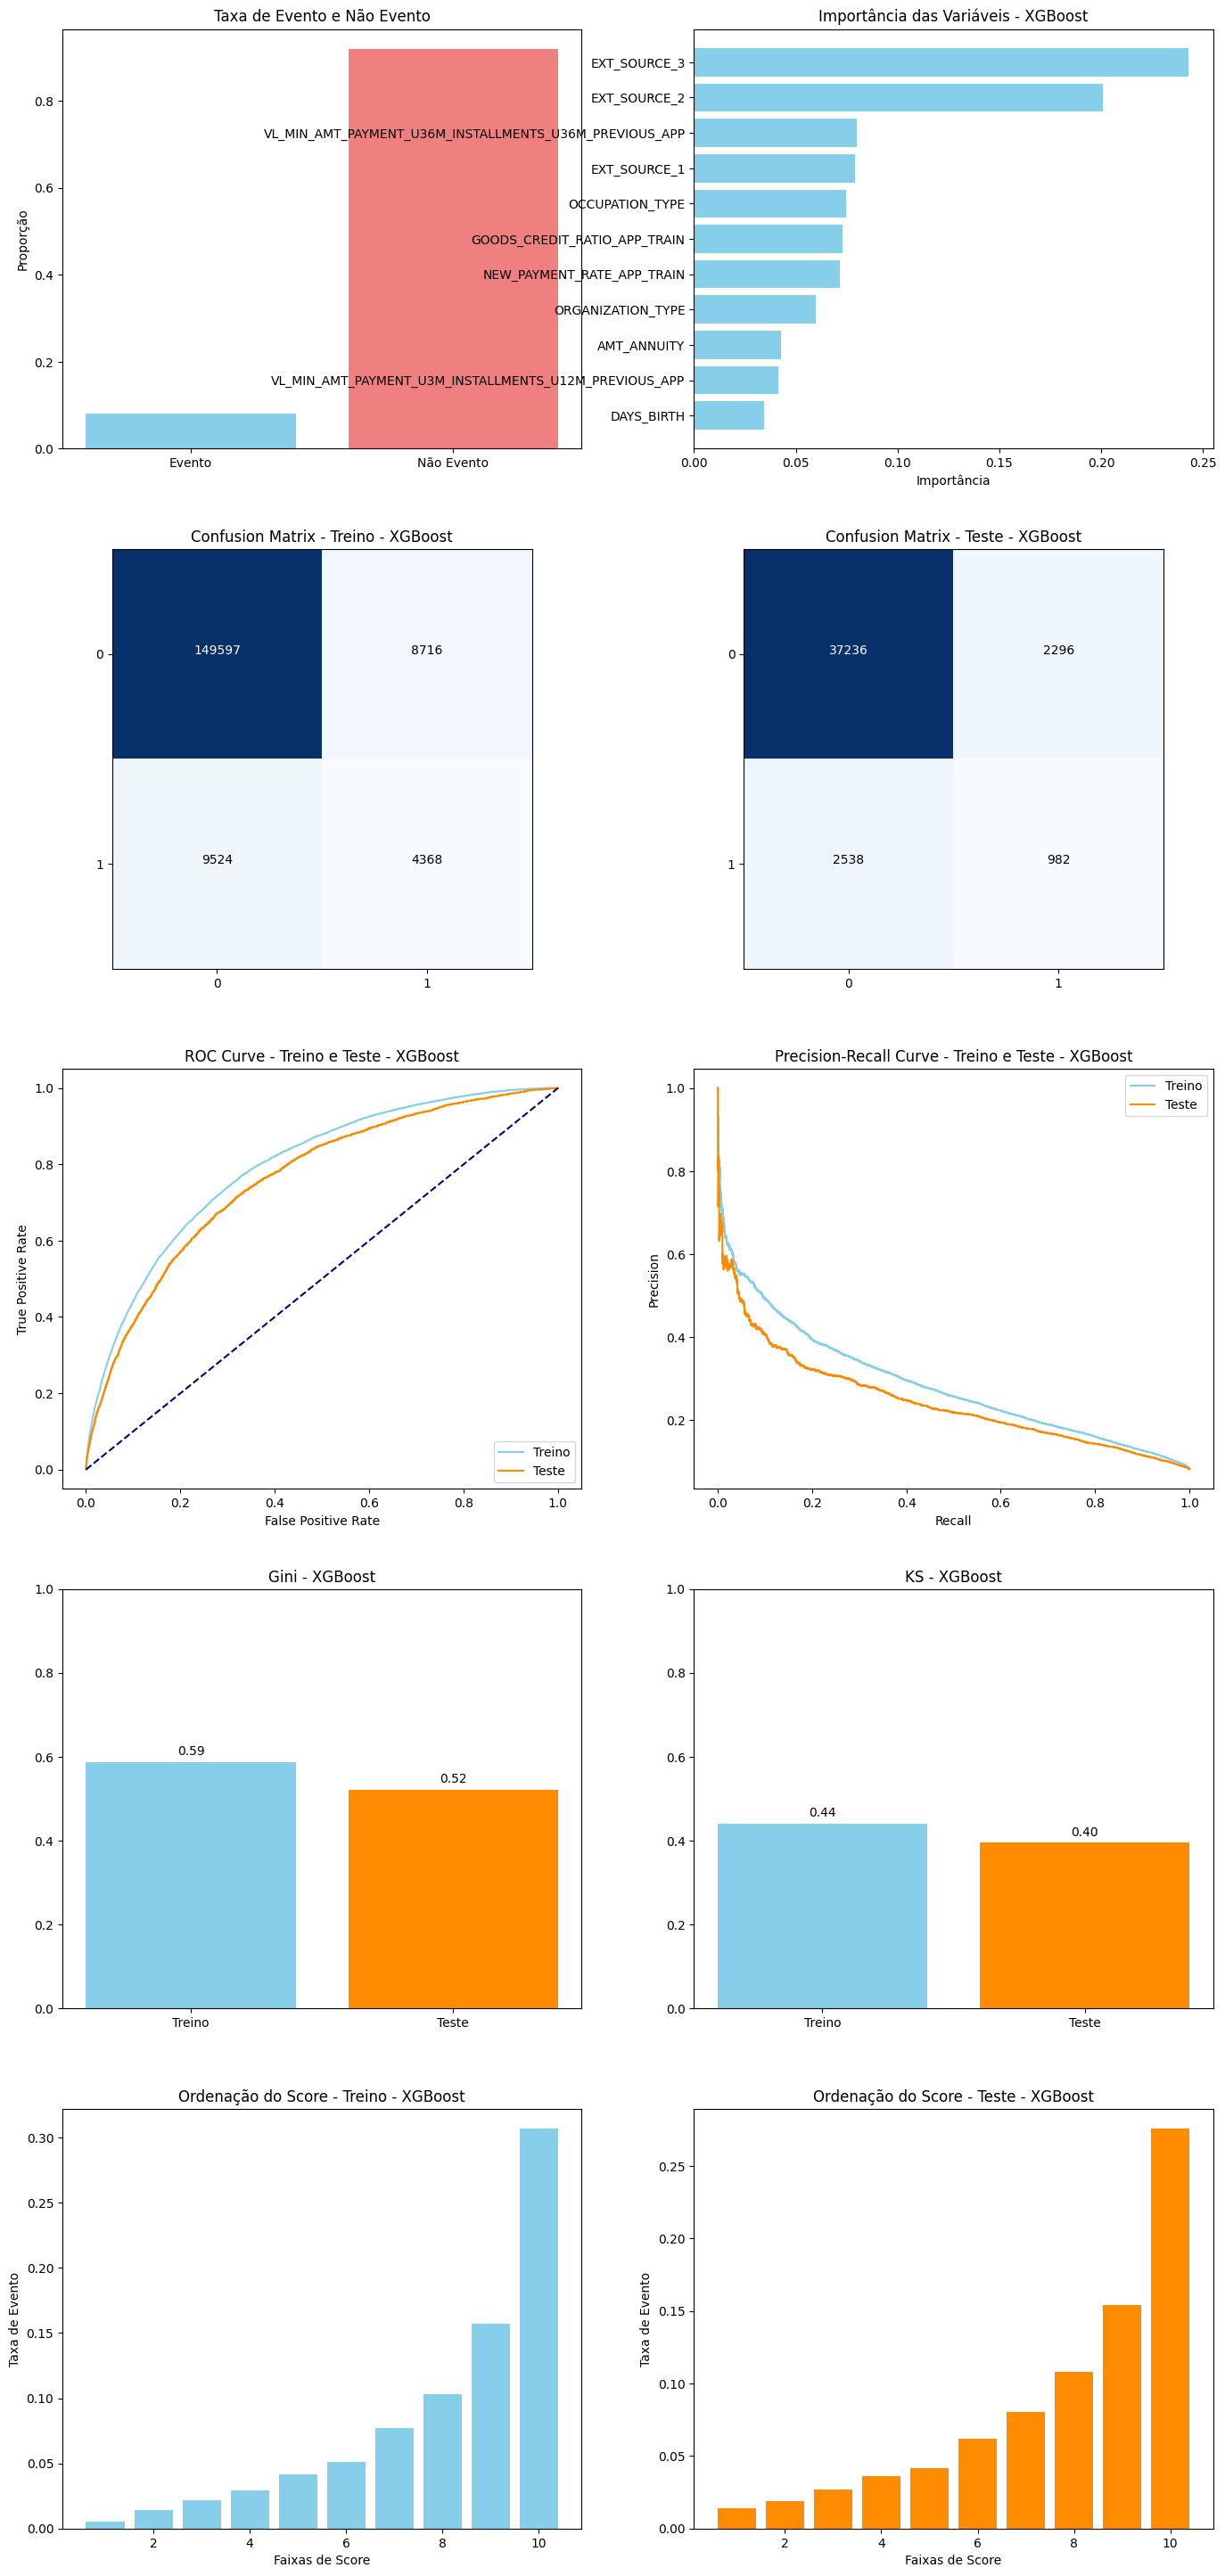 Taxa de Evento e Não Evento
Proporção
0.8
0.6
0.4
0.2
0.0
Evento
Não Evento
Importância das Variáveis - XGBoost
EXT_SOURCE_3
EXT_SOURCE_2
VL_MIN_AMT_PAYMENT_U36M_INSTALLMENTS_U36M_PREVIOUS_APP
EXT_SOURCE_1
OCCUPATION_TYPE
GOODS_CREDIT_RATIO_APP_TRAIN
NEW_PAYMENT_RATE_APP_TRAIN
ORGANIZATION_TYPE
AMT_ANNUITY
VL_MIN_AMT_PAYMENT_U3M_INSTALLMENTS_U12M_PREVIOUS_APP
DAYS_BIRTH
0.00 0.05 0.10 0.15 0.20 0.25
Importância
Confusion Matrix - Treino - XGBoost
0
149597 8716
1
9524 4368
0 1
Confusion Matrix - Teste - XGBoost
0
37236 2296
1
2538 982
0 1
ROC Curve - Treino e Teste - XGBoost
True Positive Rate
1.0
0.8
0.6
0.4
0.2
0.0
Treino
Teste
0.0 0.2 0.4 0.6 0.8 1.0
False Positive Rate
Precision-Recall Curve - Treino e Teste - XGBoost
Treino
Teste
Precision
1.0
0.8
0.6
0.4
0.2
0.0 0.2 0.4 0.6 0.8 1.0
Recall
Gini - XGBoost
1.0
0.8
0.6
0.4
0.2
0.0
0.59
0.52
Treino Teste
KS - XGBoost
1.0
0.8
0.6
0.4
0.2
0.0
0.44
0.40
Treino Teste
Ordenação do Score - Treino - XGBoost
Taxa de Evento
0.30
0.25
0.20
0.15
0.10
0.05
0.00
2 4 6 8 10
Faixas de Score
Ordenação do Score - Teste - XGBoost
Taxa de Evento
0.25
0.20
0.15
0.10
0.05
0.00
2 4 6 8 10
Faixas de Score